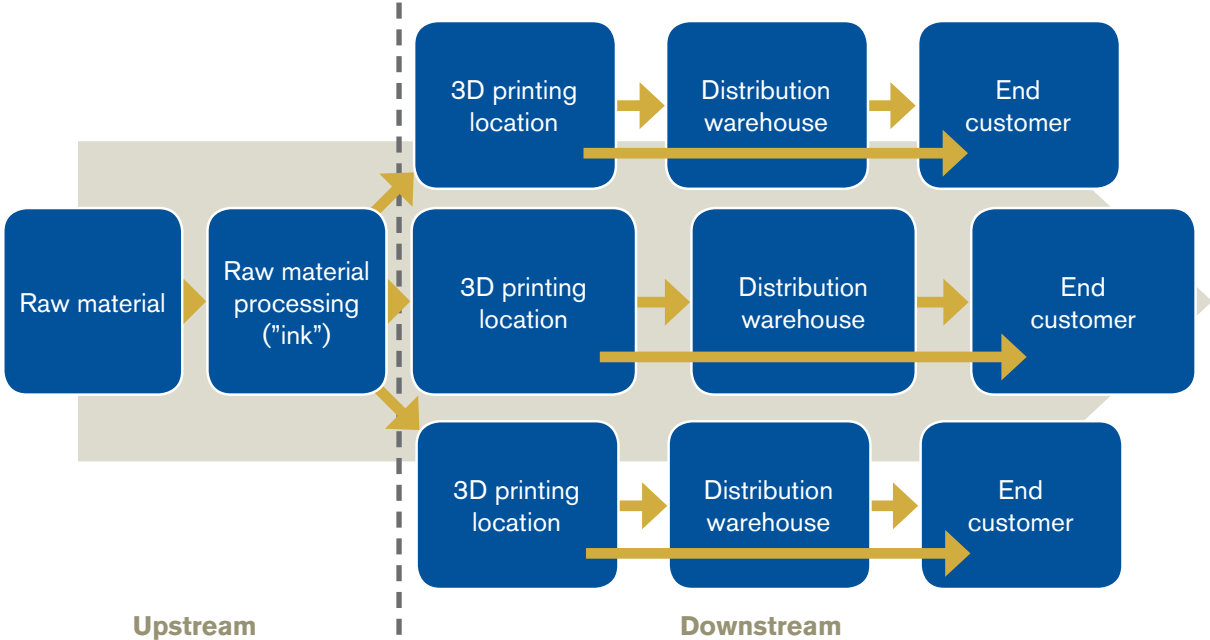 3D printing
location
Distribution
warehouse
End
customer
Raw material
Raw material
processing
(”ink”)
3D printing
location
Distribution
warehouse
End
customer
3D printing
location
Distribution
warehouse
End
customer
Upstream
Downstream